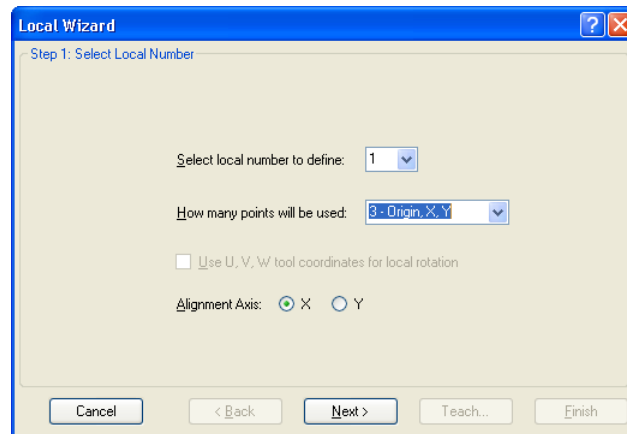 Local Wizard
Step 1: Select Local Number
Select local number to define: 1
How many points will be used: 3 - Origin, X, Y
Use U, V, W tool coordinates for local rotation
Alignment Axis: X Y
Cancel < Back Next > Teach... Finish